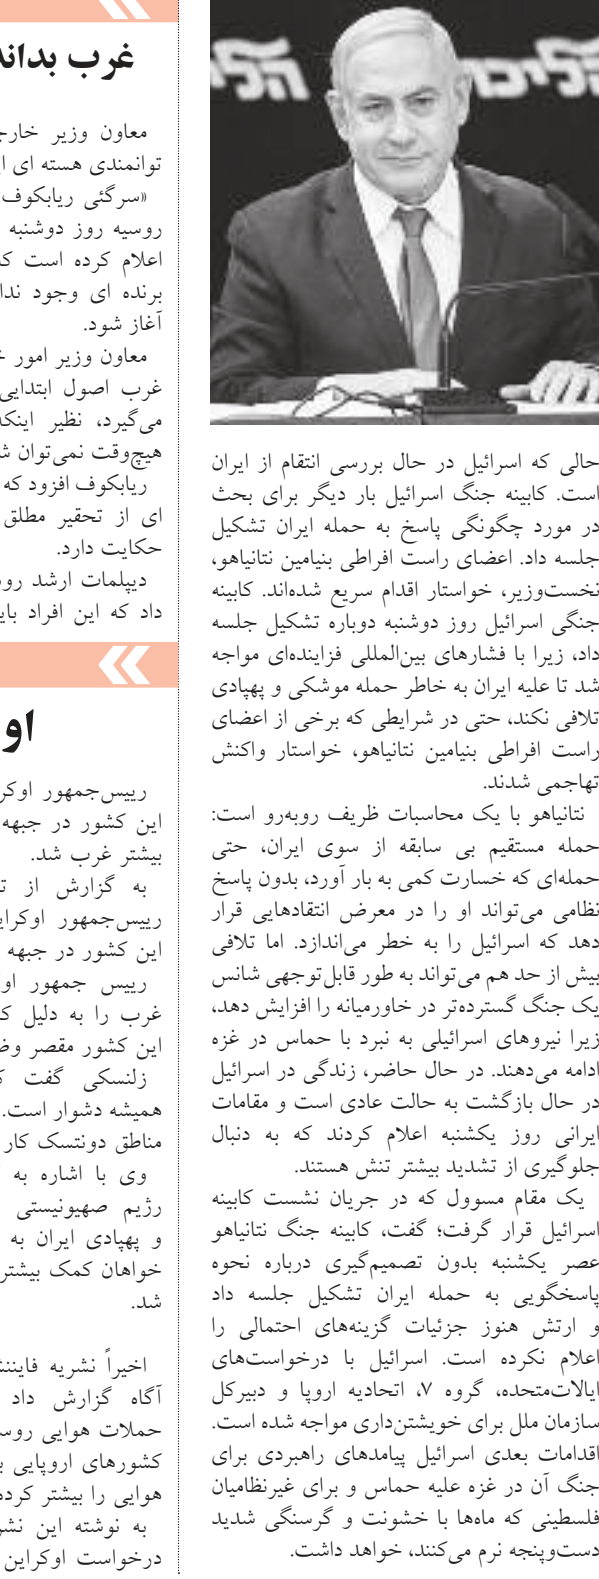 הליכוד
הלי
حالی که اسرائیل در حال بررسی انتقام از ایران
است. کابینه جنگ اسرائیل بار دیگر برای بحث
در مورد چگونگی پاسخ به حمله ایران تشکیل
جلسه داد. اعضای راست افراطی بنیامین نتانیاهو،
نخست‌وزیر، خواستار اقدام سریع شده‌اند. کابینه
جنگی اسرائیل روز دوشنبه دوباره تشکیل جلسه
داد، زیرا با فشارهای بین‌المللی فزاینده‌ای مواجه
شد تا علیه ایران به خاطر حمله موشکی و پهپادی
تلافی نکند، حتی در شرایطی که برخی از اعضای
راست افراطی بنیامین نتانیاهو، خواستار واکنش
تهاجمی شدند.
نتانیاهو با یک محاسبات ظریف روبه‌رو است:
حمله مستقیم بی سابقه از سوی ایران، حتی
حمله‌ای که خسارت کمی به بار آورد، بدون پاسخ
نظامی می‌تواند او را در معرض انتقادهایی قرار
دهد که اسرائیل را به خطر می‌اندازد. اما تلافی
بیش از حد هم می‌تواند به طور قابل‌توجهی شانس
یک جنگ گسترده‌تر در خاورمیانه را افزایش دهد،
زیرا نیروهای اسرائیلی به نبرد با حماس در غزه
ادامه می‌دهند. در حال حاضر، زندگی در اسرائیل
در حال بازگشت به حالت عادی است و مقامات
ایرانی روز یکشنبه اعلام کردند که به دنبال
جلوگیری از تشدید بیشتر تنش هستند.
یک مقام مسوول که در جریان نشست کابینه
اسرائیل قرار گرفت؛ گفت، کابینه جنگ نتانیاهو
عصر یکشنبه بدون تصمیم‌گیری درباره نحوه
پاسخگویی به حمله ایران تشکیل جلسه داد
و ارتش هنوز جزئیات گزینه‌های احتمالی را
اعلام نکرده است. اسرائیل با درخواست‌های
ایالات‌متحده، گروه ۷، اتحادیه اروپا و دبیرکل
سازمان ملل برای خویشتن‌داری مواجه شده است.
اقدامات بعدی اسرائیل پیامدهای راهبردی برای
جنگ آن در غزه علیه حماس و برای غیرنظامیان
فلسطینی که ماه‌ها با خشونت و گرسنگی شدید
دست‌وپنجه نرم می‌کنند، خواهد داشت.
غرب بداند
معاون وزیر خارج
توانمندی هسته ای ا
«سرگئی ریابکوف
روسیه روز دوشنبه
اعلام کرده است ک
برنده ای وجود ندا
آغاز شود.
معاون وزیر امور خ
غرب اصول ابتدایی
می‌گیرد، نظیر اینک
هیچ‌وقت نمی‌توان ش
ریابکوف افزود که
ای از تحقیر مطلق
حکایت دارد.
دیپلمات ارشد رو
داد که این افراد بای
او
رییس‌جمهور اوکر
این کشور در جبهه
بیشتر غرب شد.
به گزارش از ت
رییس‌جمهور اوکرا
این کشور در جبهه
رییس جمهور او
غرب را به دلیل ک
این کشور مقصر وض
زلنسکی گفت ک
همیشه دشوار است.
مناطق دونتسک کار
وی با اشاره به
رژیم صهیونیستی
و پهپادی ایران به
خواهان کمک بیشتر
شد.
اخیراً نشریه فایننش
آگاه گزارش داد
حملات هوایی روس
کشورهای اروپایی ب
هوایی را بیشتر کرده
به نوشته این نشر
درخواست اوکراین